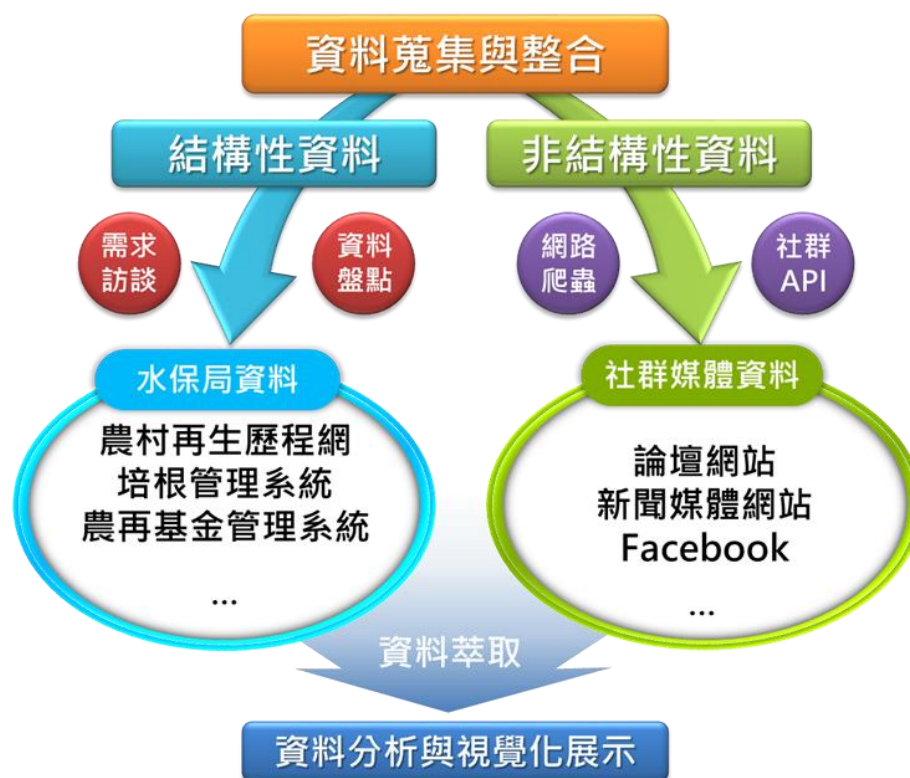 資料蒐集與整合
結構性資料
非結構性資料
需求
訪談
資料
盤點
網路
爬蟲
社群
API
水保局資料
農村再生歷程網
培根管理系統
農再基金管理系統
...
社群媒體資料
論壇網站
新聞媒體網站
Facebook
...
資料萃取
資料分析與視覺化展示